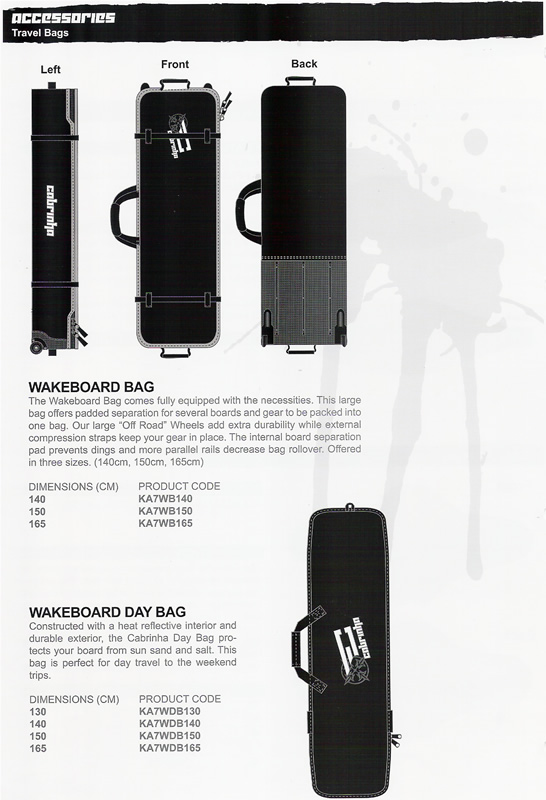 accessories
Travel Bags
Left
Front
Back
cabrinha
cabrinha
WAKEBOARD BAG
The Wakeboard Bag comes fully equipped with the necessities. This large
bag offers padded separation for several boards and gear to be packed into
one bag. Our large “Off Road” Wheels add extra durability while external
compression straps keep your gear in place. The internal board separation
pad prevents dings and more parallel rails decrease bag rollover. Offered
in three sizes. (140cm, 150cm, 165cm)
DIMENSIONS (CM) PRODUCT CODE
140 KA7WB140
150 KA7WB150
165 KA7WB165
WAKEBOARD DAY BAG
Constructed with a heat reflective interior and
durable exterior, the Cabrinha Day Bag pro-
tects your board from sun sand and salt. This
bag is perfect for day travel to the weekend
trips.
cabrinha
DIMENSIONS (CM) PRODUCT CODE
130 KA7WDB130
140 KA7WDB140
150 KA7WDB150
165 KA7WDB165